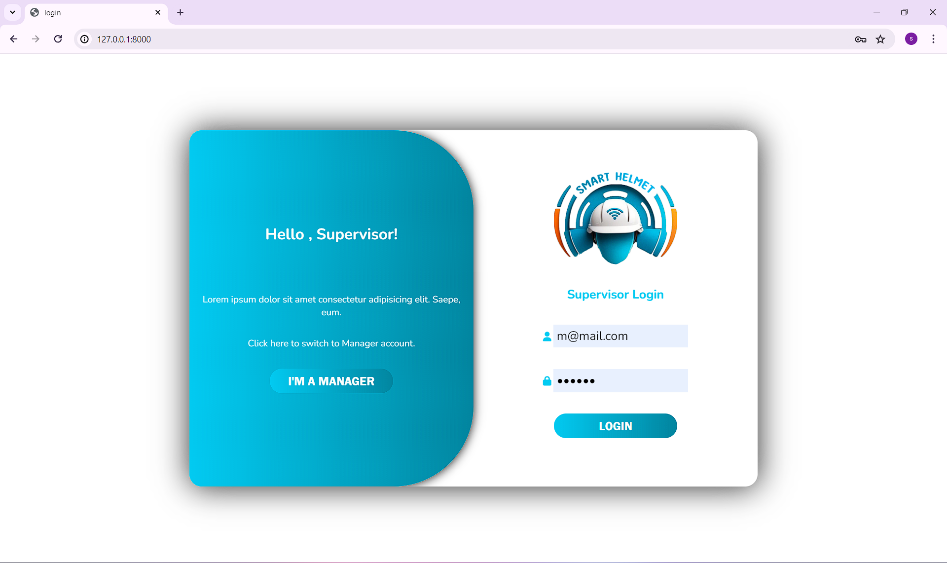 login
127.0.0.1:8000
S
Hello , Supervisor!
Lorem ipsum dolor sit amet consectetur adipisicing elit. Saepe,
eum.
Click here to switch to Manager account.
I'M A MANAGER
SMART HELMET
Supervisor Login
m@mail.com
••••••
LOGIN